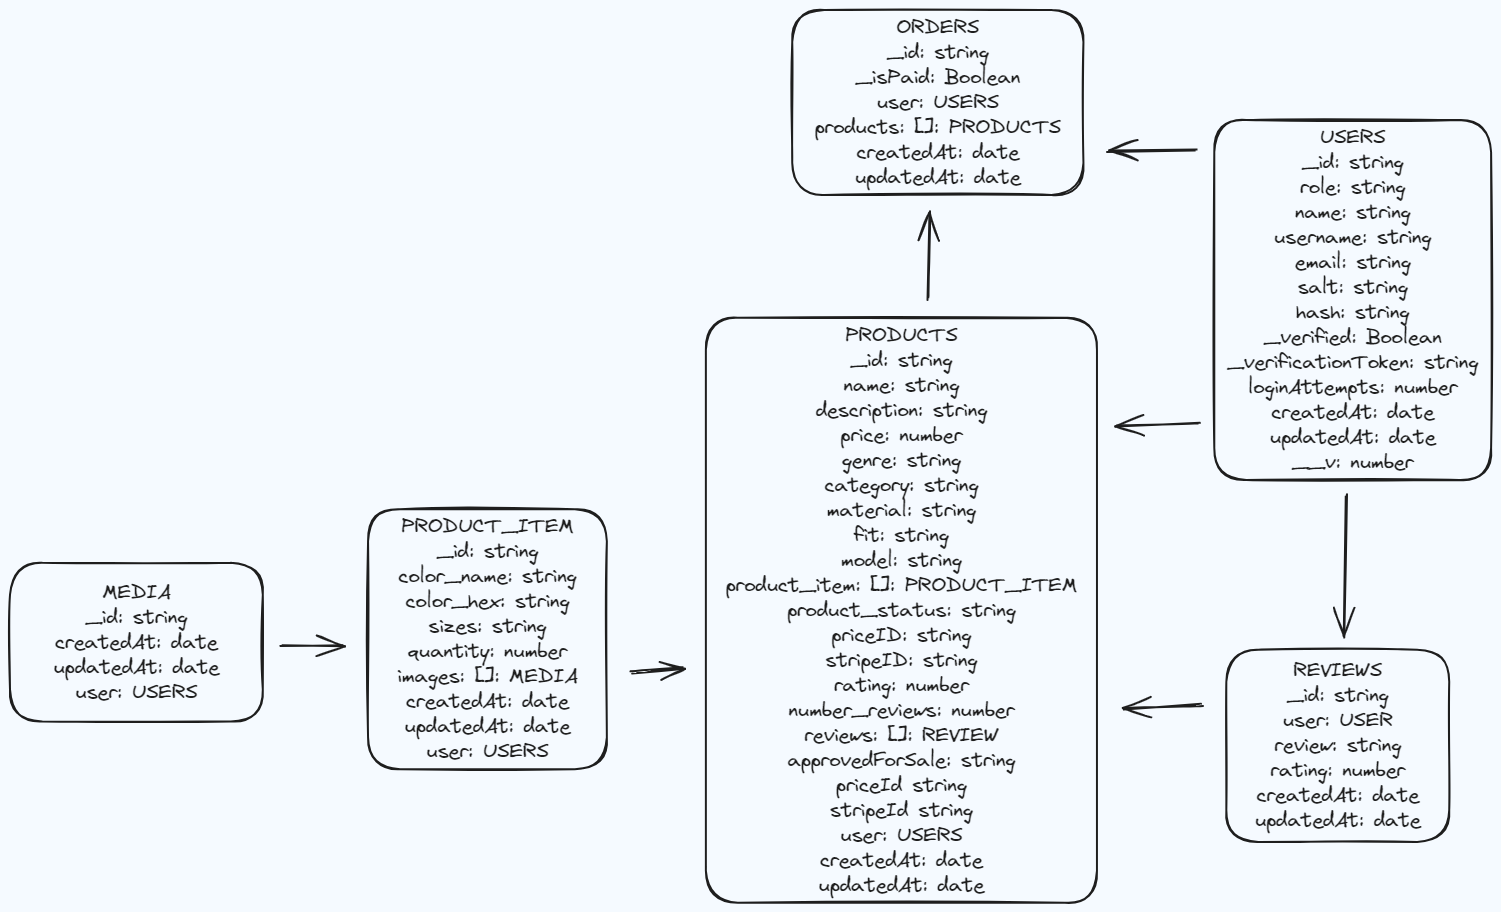 ORDERS
_id: string
_isPaid: Boolean
user: USERS
products: []: PRODUCTS
createdAt: date
updatedAt: date
USERS
_id: string
role: string
name: string
username: string
email: string
salt: string
hash: string
_verified: Boolean
_verificationToken: string
loginAttempts: number
createdAt: date
updatedAt: date
__v: number
PRODUCTS
_id: string
name: string
description: string
price: number
genre: string
category: string
material: string
fit: string
model: string
product_item: []: PRODUCT_ITEM
product_status: string
priceID: string
stripeID: string
rating: number
number_reviews: number
reviews: []: REVIEW
approvedForSale: string
priceId string
stripeId string
user: USERS
createdAt: date
updatedAt: date
PRODUCT_ITEM
_id: string
color_name: string
color_hex: string
sizes: string
quantity: number
images: []: MEDIA
createdAt: date
updatedAt: date
user: USERS
MEDIA
_id: string
createdAt: date
updatedAt: date
user: USERS
REVIEWS
_id: string
user: USER
review: string
rating: number
createdAt: date
updatedAt: date